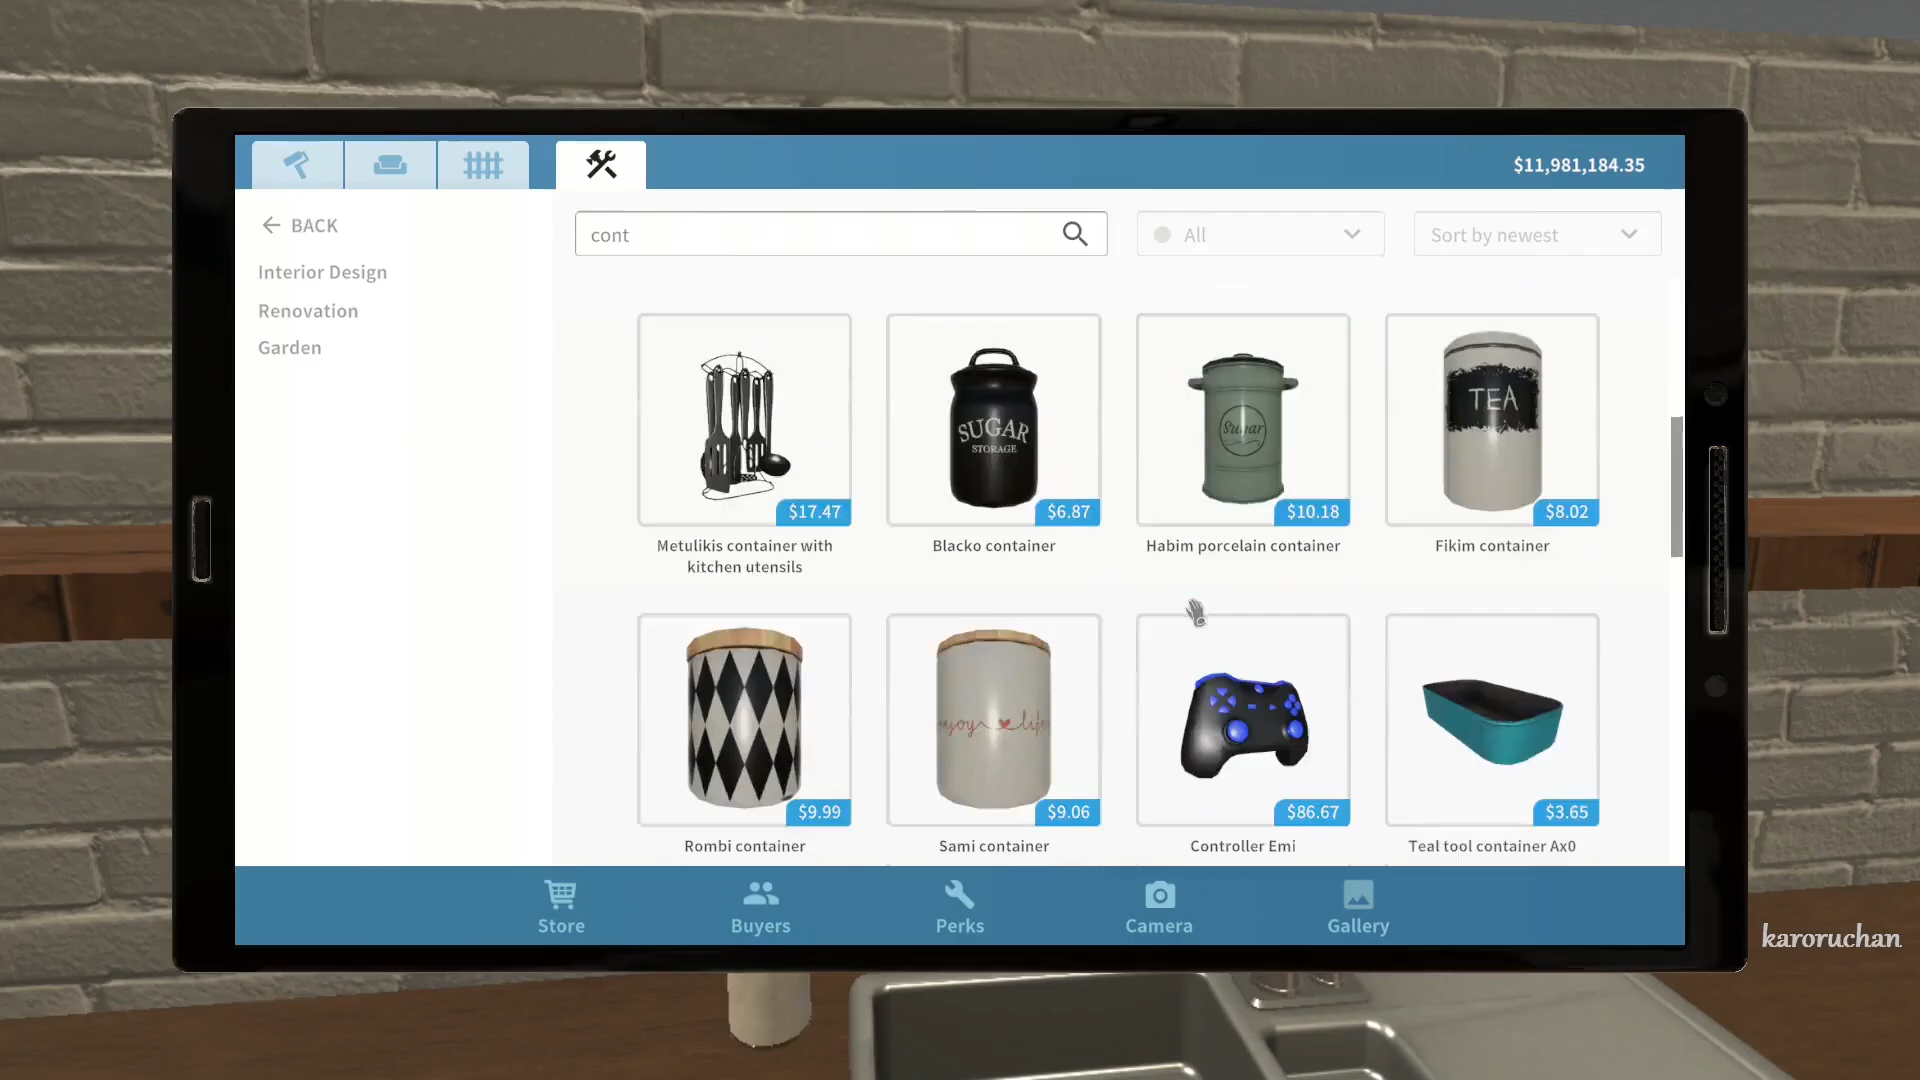 $11,981,184.35
BACK
cont
All
Sort by newest
Interior Design
Renovation
Garden
SUGAR
STORAGE
Sugar
TEA
$17.47
$6.87
$10.18
$8.02
Metulikis container with
kitchen utensils
Blacko container
Habim porcelain container
Fikim container
enjoy life
$9.99
$9.06
$86.67
$3.65
Rombi container
Sami container
Controller Emi
Teal tool container Ax0
Store
Buyers
Perks
Camera
Gallery
karoruchan